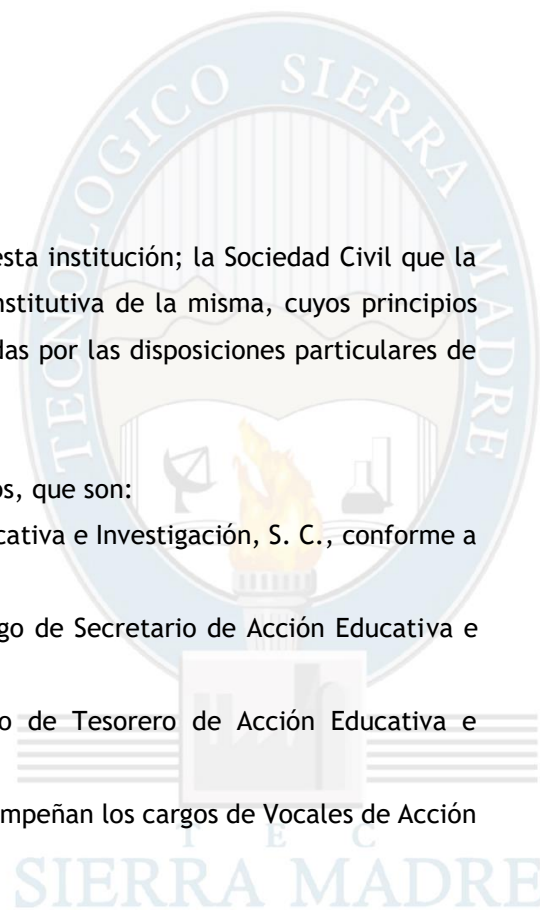 TECNOLOGICO SIERRA MADRE
esta institución; la Sociedad Civil que la
nstitutiva de la misma, cuyos principios
das por las disposiciones particulares de
os, que son:
cativa e Investigación, S. C., conforme a
go de Secretario de Acción Educativa e
o de Tesorero de Acción Educativa e
mpeñan los cargos de Vocales de Acción
T E C
SIERRA MADRE